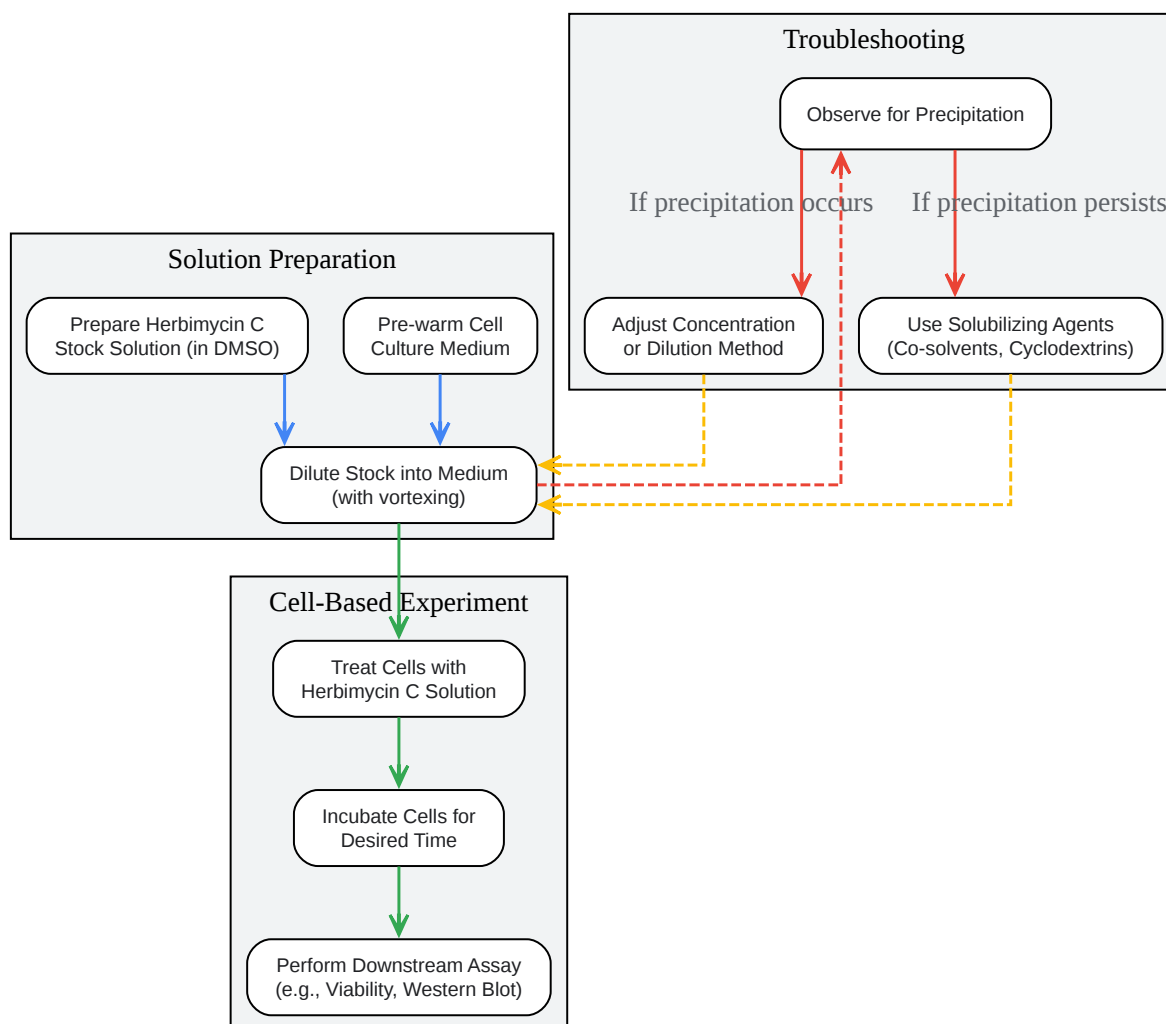 Troubleshooting
Observe for Precipitation
If precipitation occurs
If precipitation persists
Adjust Concentration
or Dilution Method
Use Solubilizing Agents
(Co-solvents, Cyclodextrins)
Solution Preparation
Prepare Herbimycin C
Stock Solution (in DMSO)
Pre-warm Cell
Culture Medium
Dilute Stock into Medium
(with vortexing)
Cell-Based Experiment
Treat Cells with
Herbimycin C Solution
Incubate Cells for
Desired Time
Perform Downstream Assay
(e.g., Viability, Western Blot)